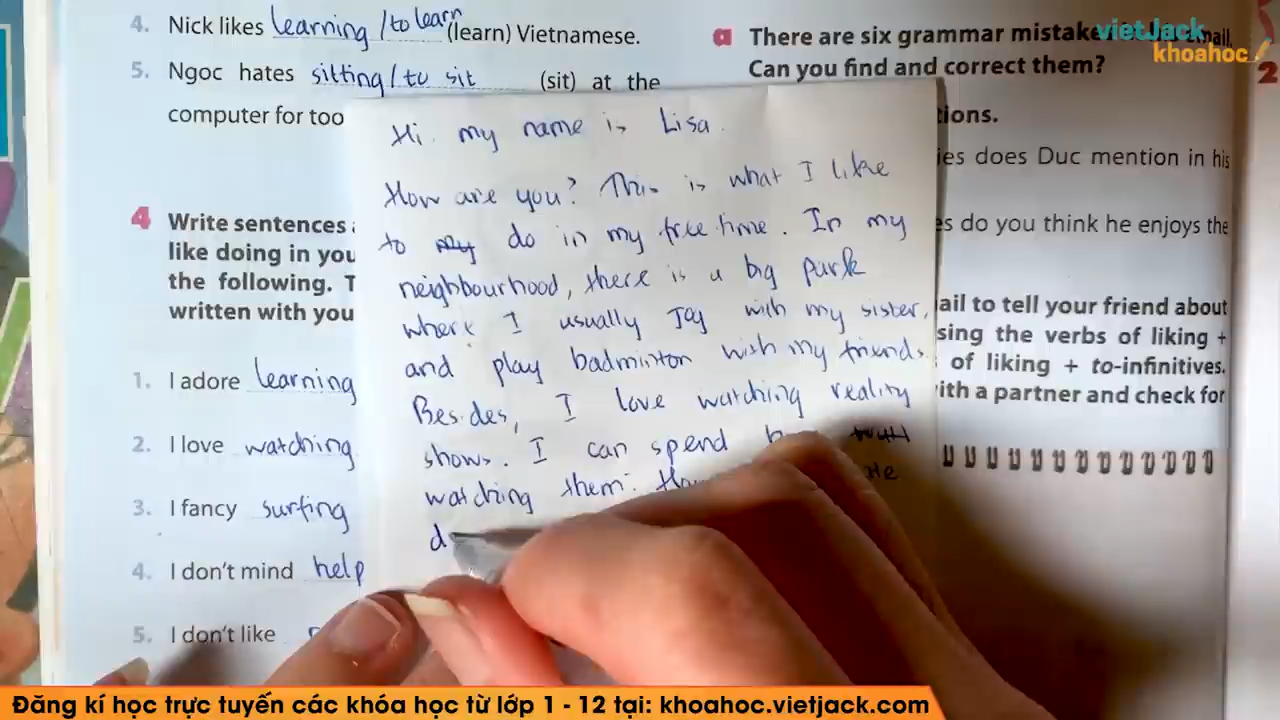 4. Nick likes learning / to learn (learn) Vietnamese.
5. Ngoc hates sitting / to sit (sit) at the
computer for too
4 Write sentences
like doing in you
the following. T
written with you
1. I adore learning
2. I love watching
3. I fancy surfing
4. I don't mind help
5. I don't like
Hi. my name is Lisa.
How are you? This is what I like
to my do in my free time. In my
neighbourhood, there is a big park
where I usually Jog with my sister,
and play badminton with my friends.
Besides, I love watching reality
shows. I can spend
watching them.
a There are six grammar mistake
Can you find and correct them?
tions.
ies does Duc mention in his
es do you think he enjoys the
ail to tell your friend about
sing the verbs of liking +
of liking + to-infinitives.
ith a partner and check for
2
vietJack
khoahoc
Đăng kí học trực tuyến các khóa học từ lớp 1 - 12 tại: khoahoc.vietjack.com